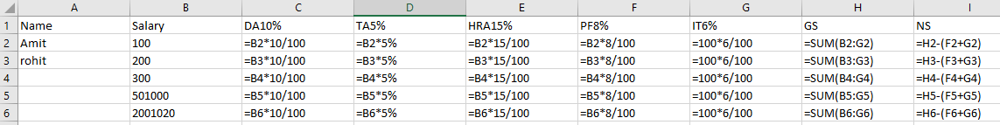 A B C D E F G H I
1 Name Salary DA10% TA5% HRA15% PF8% IT6% GS NS
2 Amit 100 =B2*10/100 =B2*5% =B2*15/100 =B2*8/100 =100*6/100 =SUM(B2:G2) =H2-(F2+G2)
3 rohit 200 =B3*10/100 =B3*5% =B3*15/100 =B3*8/100 =100*6/100 =SUM(B3:G3) =H3-(F3+G3)
4 300 =B4*10/100 =B4*5% =B4*15/100 =B4*8/100 =100*6/100 =SUM(B4:G4) =H4-(F4+G4)
5 501000 =B5*10/100 =B5*5% =B5*15/100 =B5*8/100 =100*6/100 =SUM(B5:G5) =H5-(F5+G5)
6 2001020 =B6*10/100 =B6*5% =B6*15/100 =B6*8/100 =100*6/100 =SUM(B6:G6) =H6-(F6+G6)